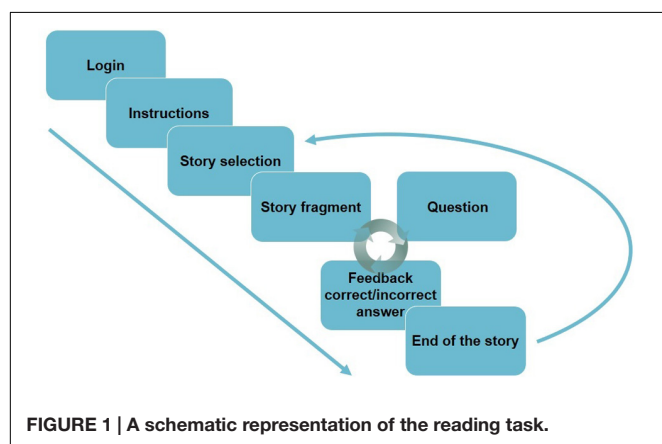 Login
Instructions
Story selection
Story fragment
Question
Feedback
correct/incorrect
answer
End of the story
FIGURE 1 | A schematic representation of the reading task.